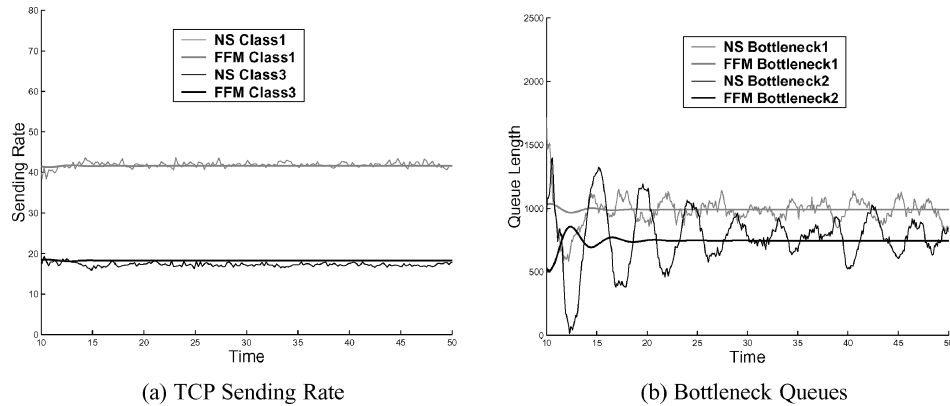 80
70
60
50
40
30
20
10
0
Sending Rate
NS Class1
FFM Class1
NS Class3
FFM Class3
10 15 20 25 30 35 40 45 50
Time
(a) TCP Sending Rate
2500
2000
1500
1000
500
0
Queue Length
NS Bottleneck1
FFM Bottleneck1
NS Bottleneck2
FFM Bottleneck2
10 15 20 25 30 35 40 45 50
Time
(b) Bottleneck Queues